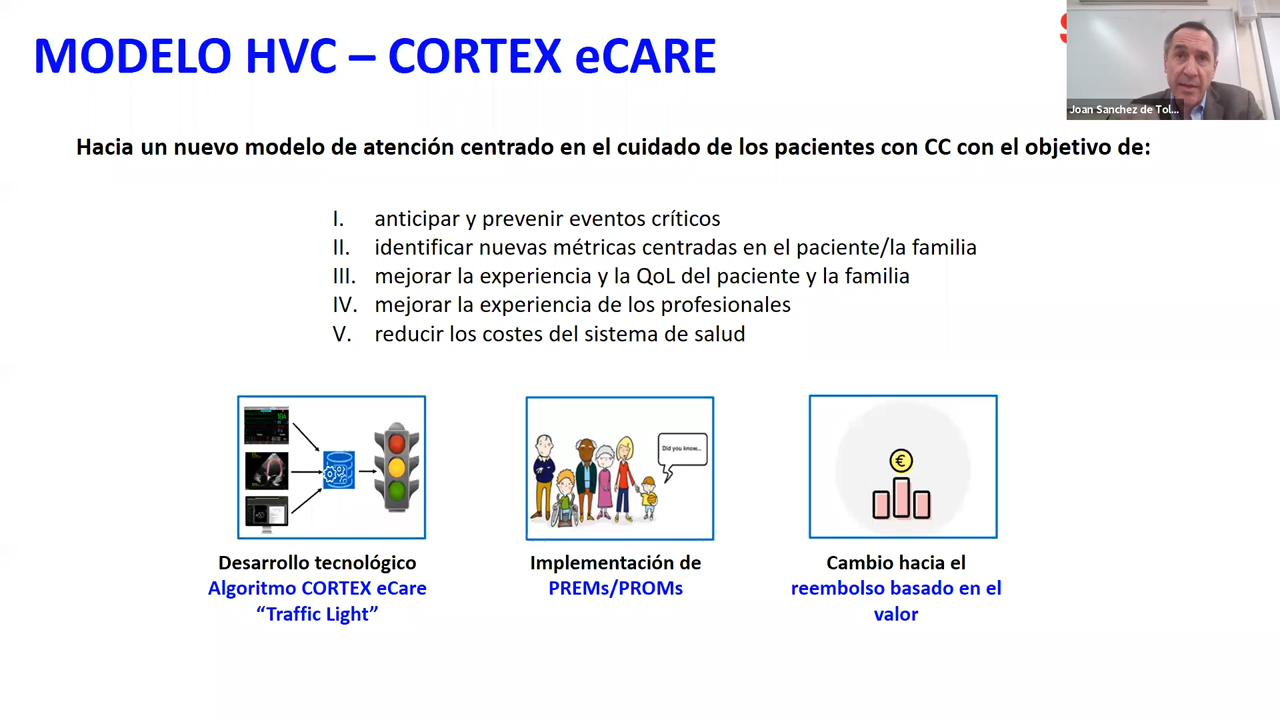 MODELO HVC – CORTEX eCARE
S
Joan Sanchez de Tol...
Hacia un nuevo modelo de atención centrado en el cuidado de los pacientes con CC con el objetivo de:
I. anticipar y prevenir eventos críticos
II. identificar nuevas métricas centradas en el paciente/la familia
III. mejorar la experiencia y la QoL del paciente y la familia
IV. mejorar la experiencia de los profesionales
V. reducir los costes del sistema de salud
104
Did you know...
€
Desarrollo tecnológico
Algoritmo CORTEX eCare
“Traffic Light”
Implementación de
PREMs/PROMs
Cambio hacia el
reembolso basado en el
valor